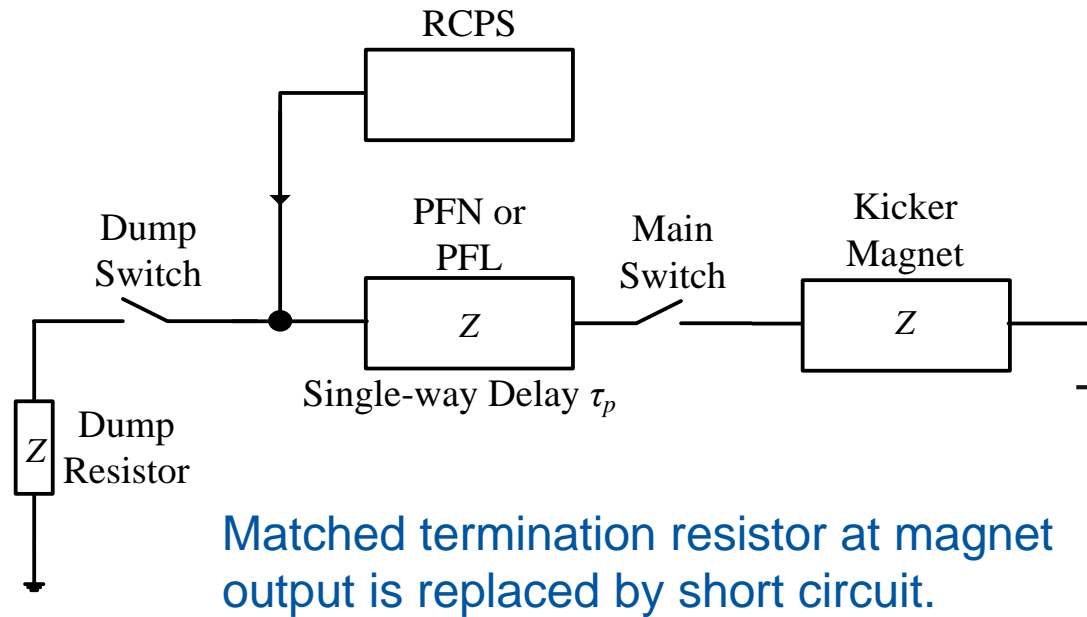 RCPS
Dump
Switch
PFN or
PFL
Main
Switch
Kicker
Magnet
Z
Z
Single-way Delay τp
Z
Dump
Resistor
Matched termination resistor at magnet
output is replaced by short circuit.